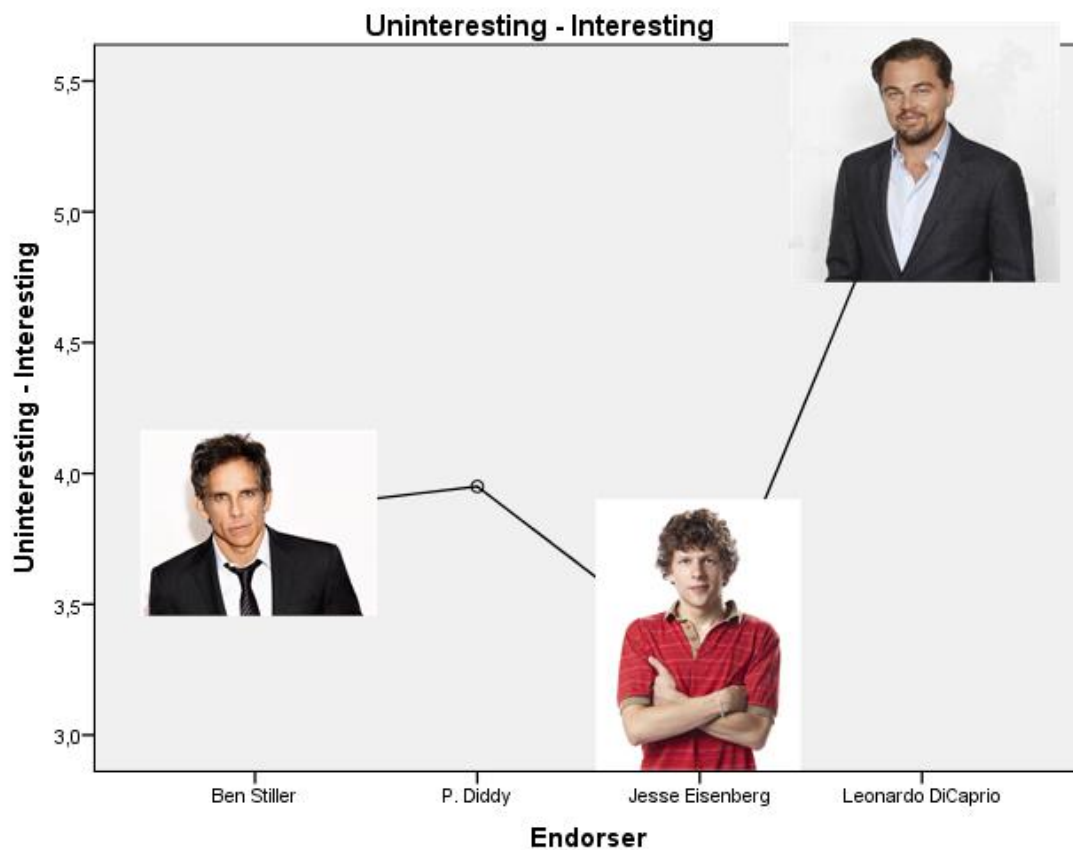 Uninteresting - Interesting
Uninteresting - Interesting
5,5
5,0
4,5
4,0
3,5
3,0
Ben Stiller
P. Diddy
Jesse Eisenberg
Leonardo DiCaprio
Endorser